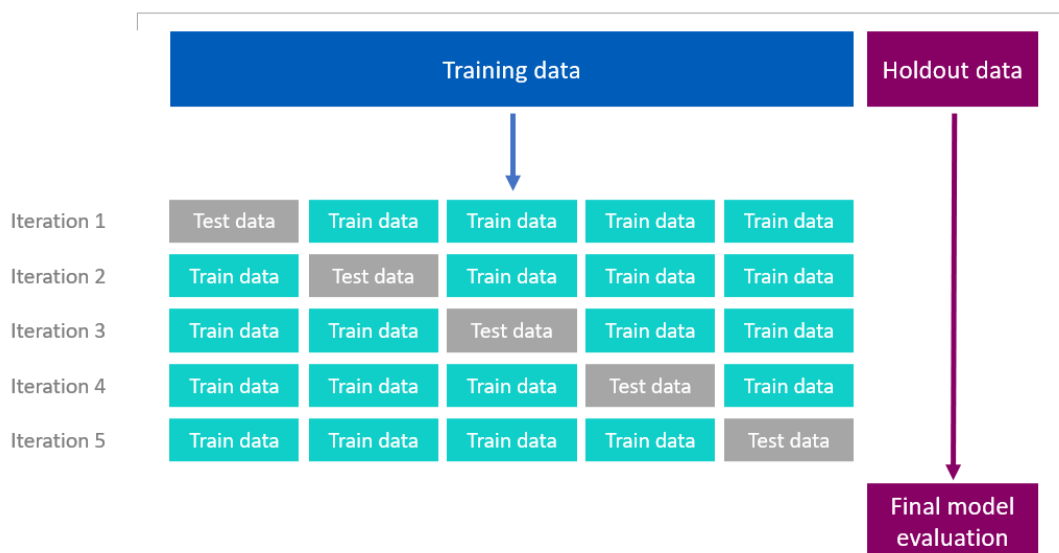 Training data
Holdout data
Iteration 1
Test data
Train data
Train data
Train data
Train data
Iteration 2
Train data
Test data
Train data
Train data
Train data
Iteration 3
Train data
Train data
Test data
Train data
Train data
Iteration 4
Train data
Train data
Train data
Test data
Train data
Iteration 5
Train data
Train data
Train data
Train data
Test data
Final model
evaluation